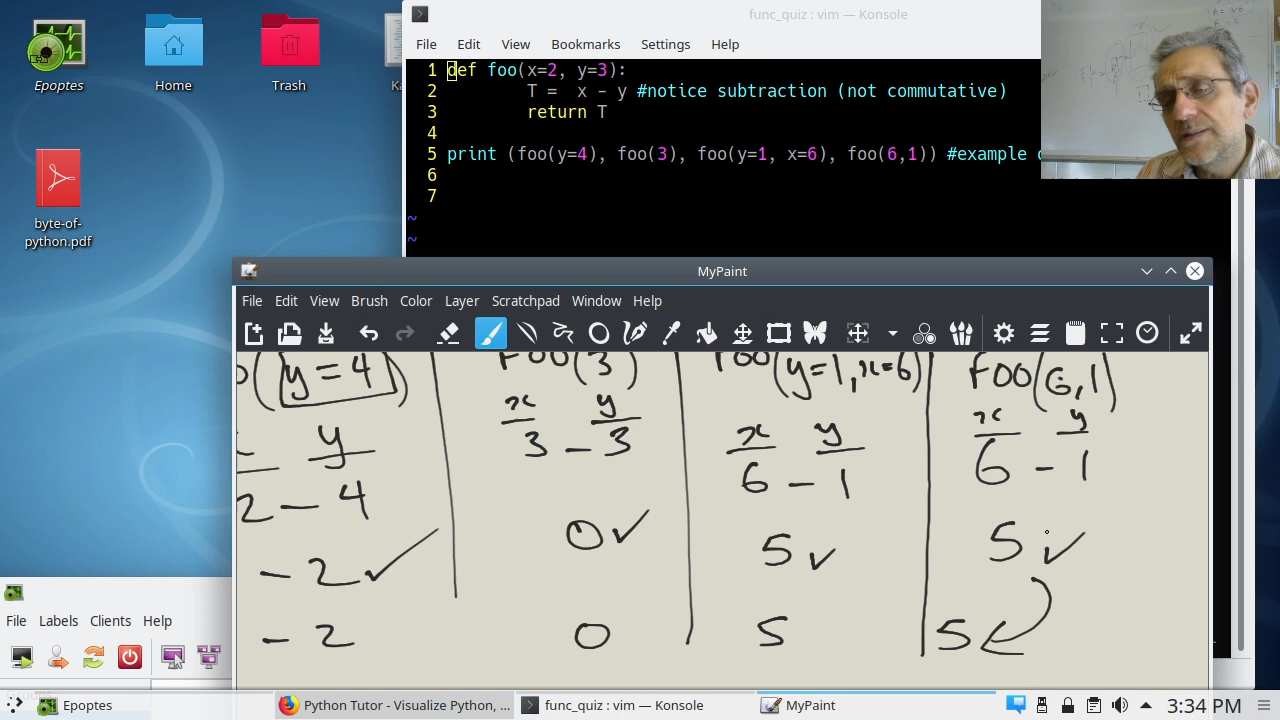 Epoptes
Home
Trash
Ka
byte-of-
python.pdf
func_quiz : vim — Konsole
File Edit View Bookmarks Settings Help
1 def foo(x=2, y=3):
2 T = x - y #notice subtraction (not commutative)
3 return T
4
5 print (foo(y=4), foo(3), foo(y=1, x=6), foo(6,1)) #example
6
7
~
~
MyPaint
File Edit View Brush Color Layer Scratchpad Window Help
(y=4) FOO(3) FOO(y=1,x=6) FOO(6,1)
y x y x y x y
2-4 3-3 6-1 6-1
-2✓ 0✓ 5✓ 5✓
-2 0 5 5
File Users Clients Help
Epoptes
Python Tutor - Visualize Python, ...
func_quiz : vim — Konsole
MyPaint
3:34 PM